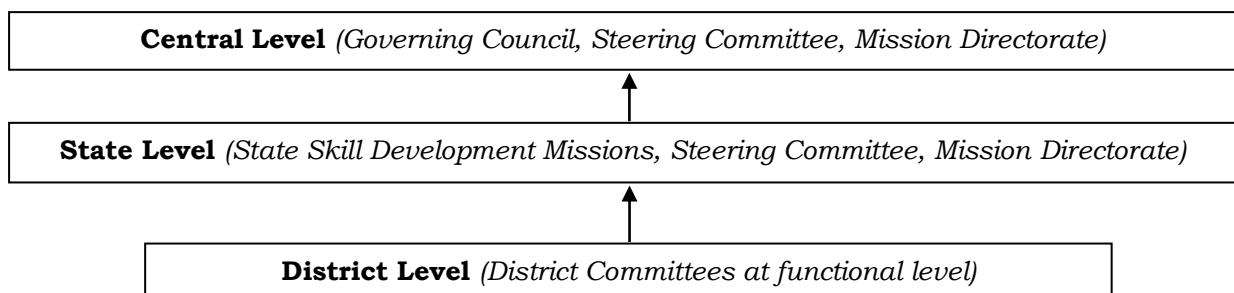 Central Level (Governing Council, Steering Committee, Mission Directorate)
State Level (State Skill Development Missions, Steering Committee, Mission Directorate)
District Level (District Committees at functional level)